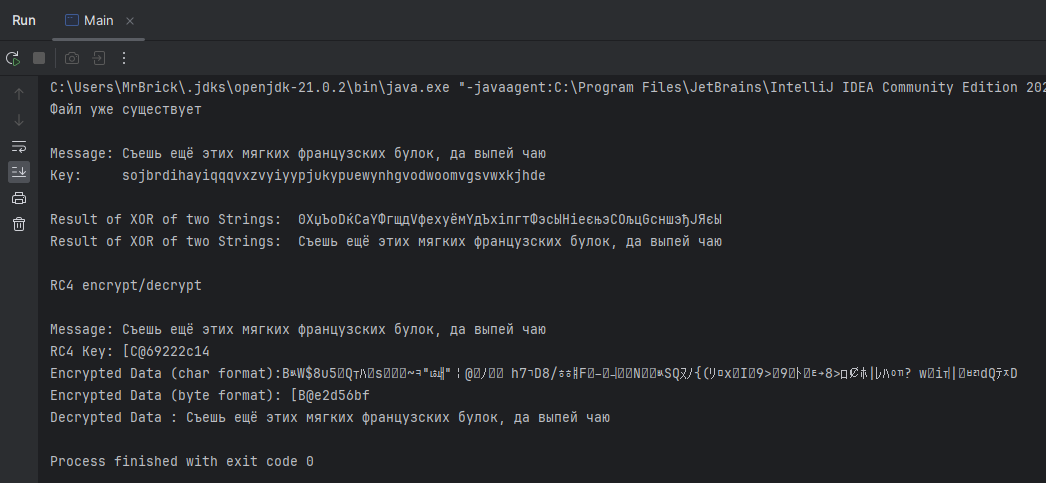 Run
Main
C:\Users\MrBrick\.jdks\openjdk-21.0.2\bin\java.exe "-javaagent:C:\Program Files\JetBrains\IntelliJ IDEA Community Edition 202
Файл уже существует
Message: Съешь ещё этих мягких французских булок, да выпей чаю
Key: sojbrdihayiqqqvxzvyiyypjukypuewynhgvodwoomvgsvwxkjhde
Result of XOR of two Strings:
Result of XOR of two Strings: Съешь ещё этих мягких французских булок, да выпей чаю
RC4 encrypt/decrypt
Message: Съешь ещё этих мягких французских булок, да выпей чаю
RC4 Key: [C@69222c14
Encrypted Data (char format):
Encrypted Data (byte format): [B@e2d56bf
Decrypted Data : Съешь ещё этих мягких французских булок, да выпей чаю
Process finished with exit code 0